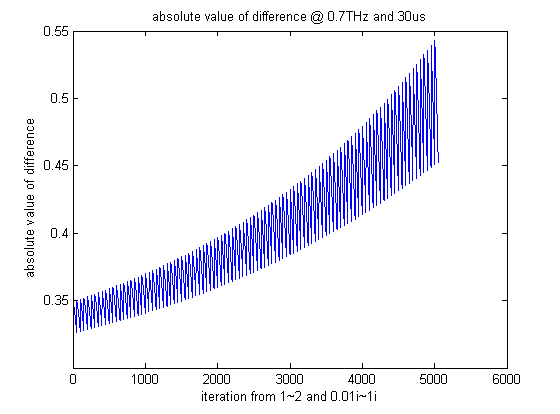 absolute value of difference @ 0.7THz and 30us
absolute value of difference
0.55
0.5
0.45
0.4
0.35
0 1000 2000 3000 4000 5000 6000
iteration from 1~2 and 0.01i~1i